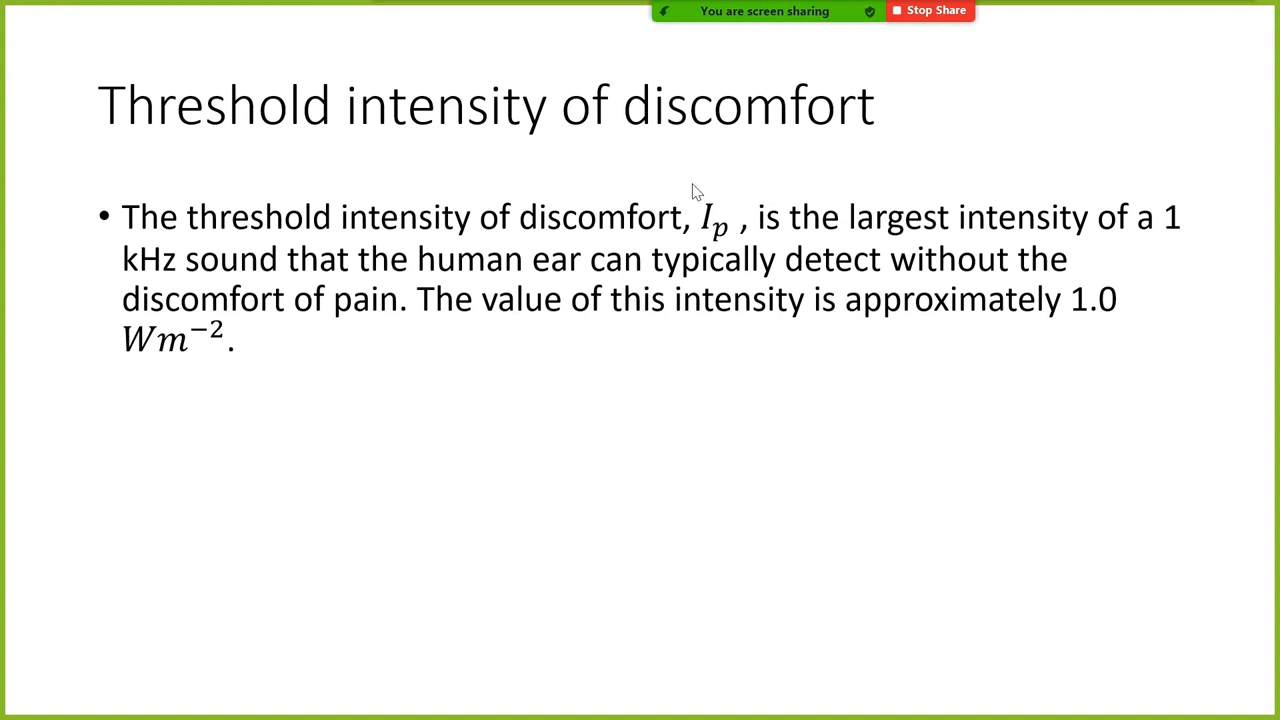 You are screen sharing Stop Share
Threshold intensity of discomfort
• The threshold intensity of discomfort, 𝐼ₚ , is the largest intensity of a 1
kHz sound that the human ear can typically detect without the
discomfort of pain. The value of this intensity is approximately 1.0
𝑊𝑚⁻².